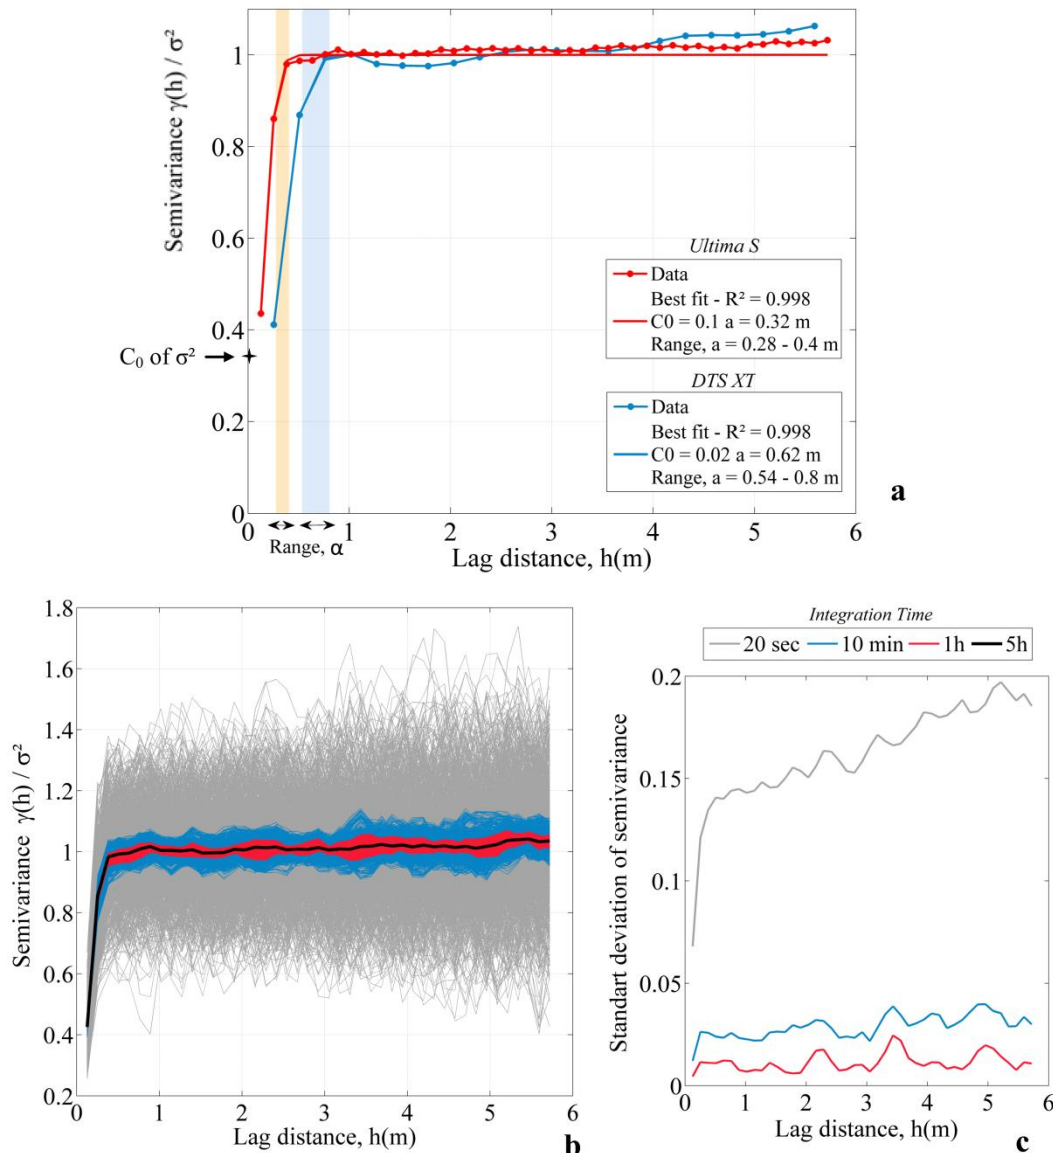 Semivariance γ(h) / σ²
1
0.8
0.6
0.4
C₀ of σ²
0.2
0
0
1
2
3
4
5
6
Range, α
Lag distance, h(m)
Ultima S
Data
Best fit - R² = 0.998
C0 = 0.1 a = 0.32 m
Range, a = 0.28 - 0.4 m
DTS XT
Data
Best fit - R² = 0.998
C0 = 0.02 a = 0.62 m
Range, a = 0.54 - 0.8 m
a
Semivariance γ(h) / σ²
1.8
1.6
1.4
1.2
1
0.8
0.6
0.4
0.2
0
1
2
3
4
5
6
Lag distance, h(m)
b
Integration Time
20 sec 10 min 1h 5h
Standart deviation of semivariance
0.2
0.15
0.1
0.05
0
0
1
2
3
4
5
6
Lag distance, h(m)
c